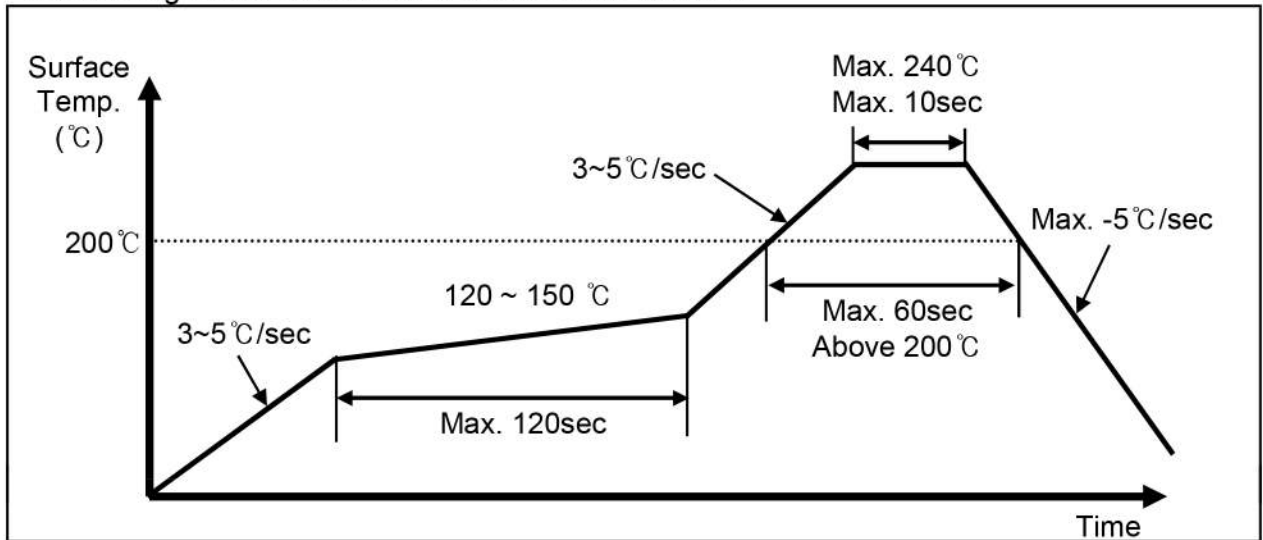 Surface
Temp.
(℃)
200℃
3~5℃/sec
120 ~ 150 ℃
Max. 120sec
3~5℃/sec
Max. 240℃
Max. 10sec
Max. 60sec
Above 200℃
Max. -5℃/sec
Time